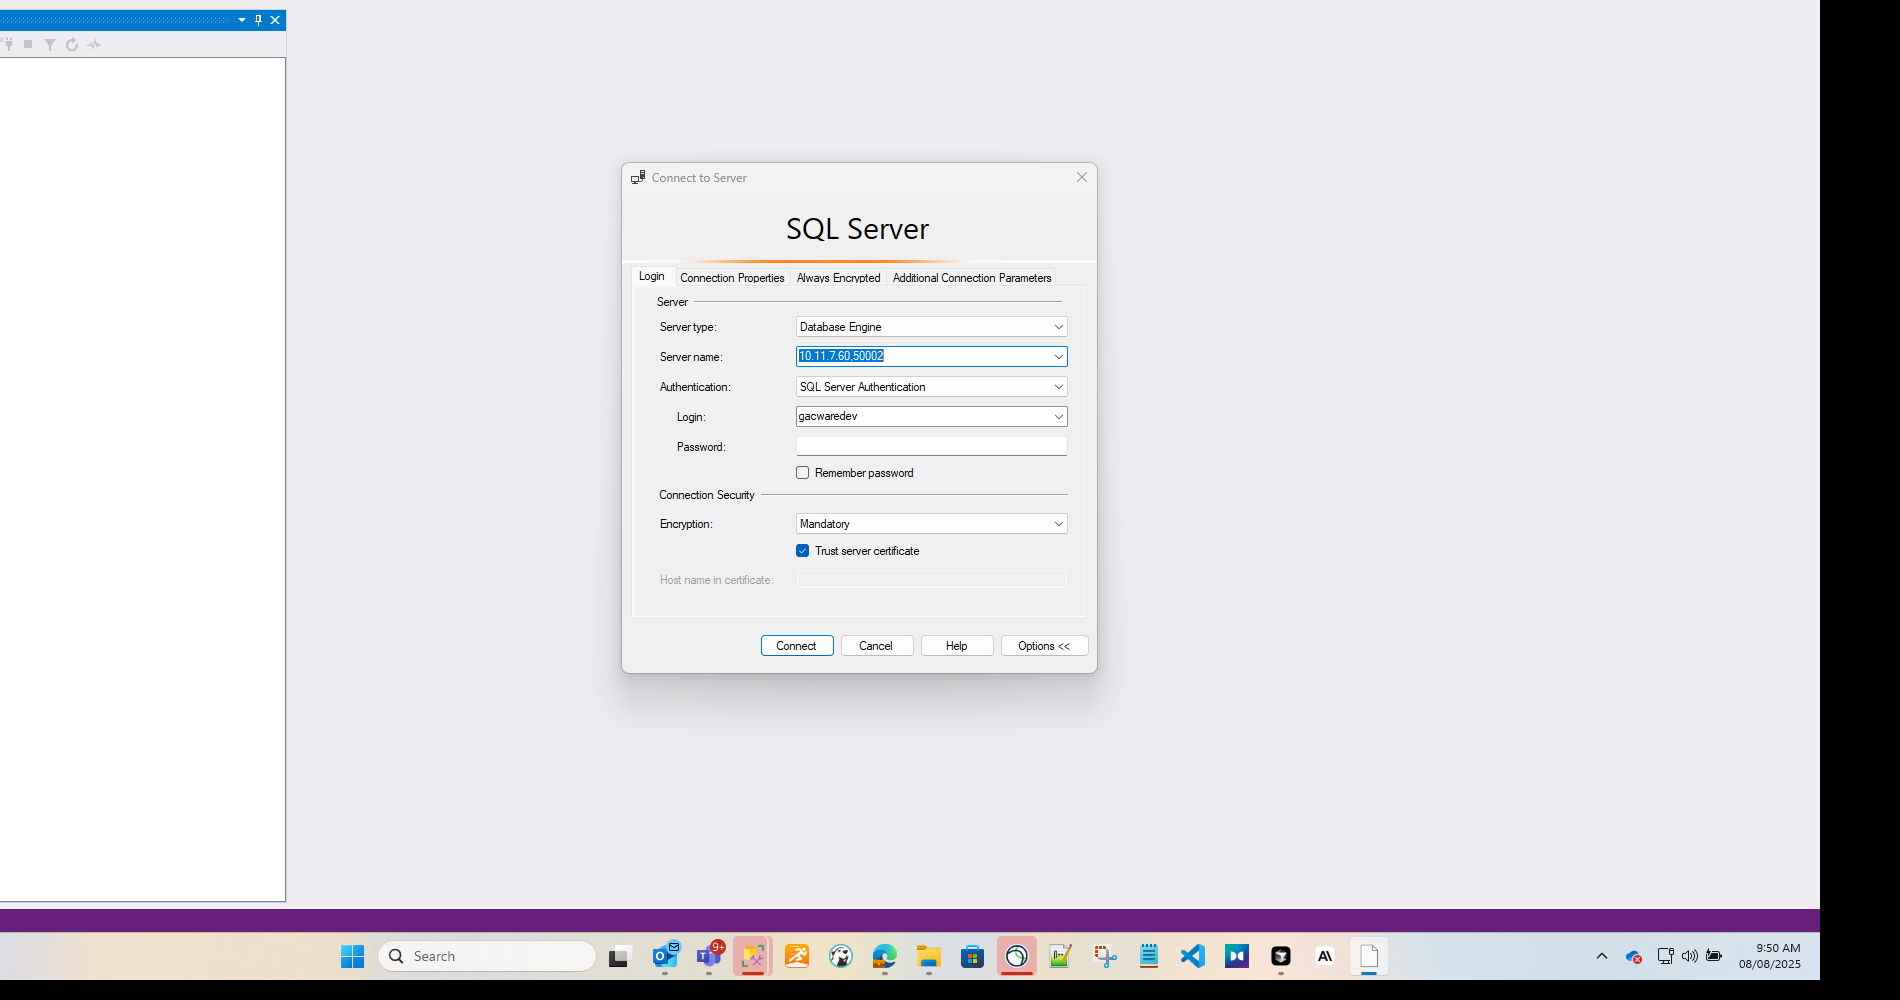 Connect to Server
SQL Server
Login Connection Properties Always Encrypted Additional Connection Parameters
Server
Server type: Database Engine
Server name: 10.11.7.60,50002
Authentication: SQL Server Authentication
Login: gacwaredev
Password:
Remember password
Connection Security
Encryption: Mandatory
Trust server certificate
Host name in certificate:
Connect Cancel Help Options <<
Search
9+
9:50 AM
08/08/2025